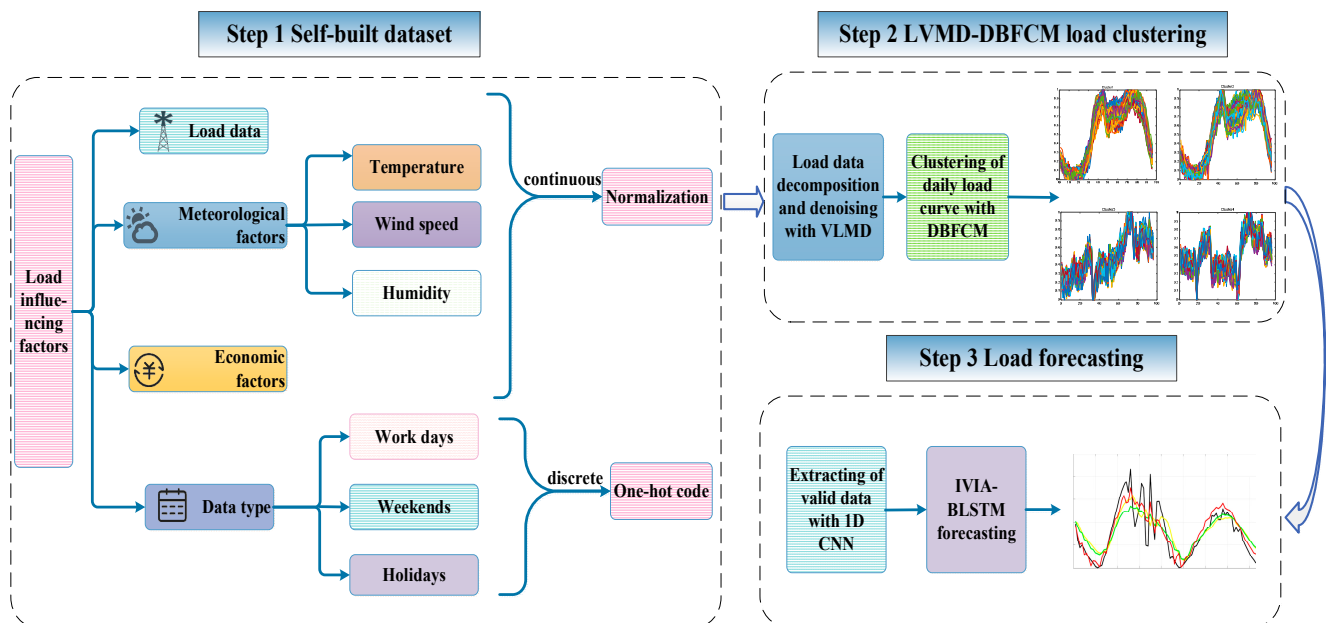 Step 1 Self-built dataset
Load
influe-
ncing
factors
Load data
Meteorological
factors
Economic
factors
Data type
Temperature
Wind speed
Humidity
Work days
Weekends
Holidays
continuous
discrete
Normalization
One-hot code
Step 2 LVMD-DBFCM load clustering
Load data
decomposition
and denoising
with VLMD
Clustering of
daily load
curve with
DBFCM
Step 3 Load forecasting
Extracting of
valid data
with 1D
CNN
IVIA-
BLSTM
forecasting